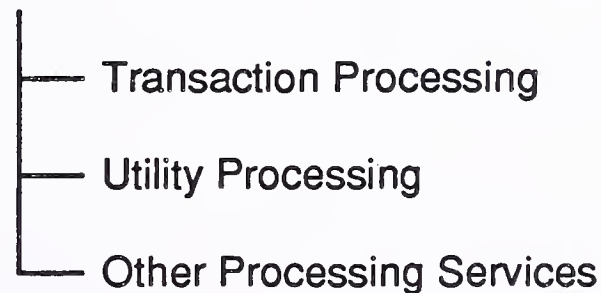 Transaction Processing
Utility Processing
Other Processing Services